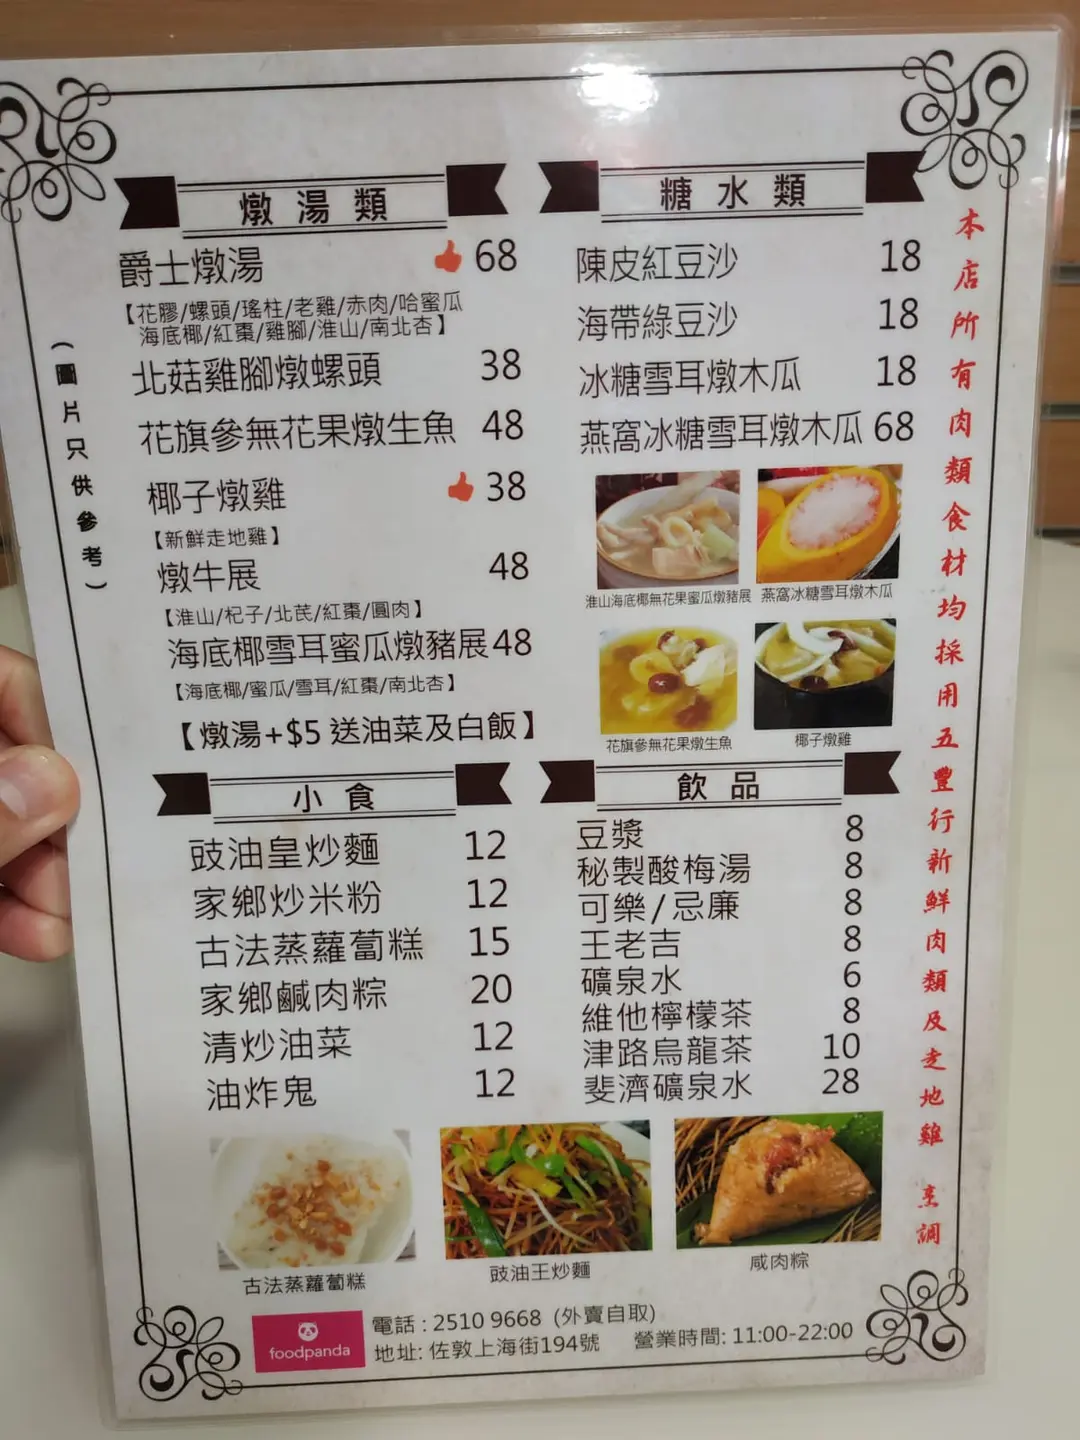 燉湯類
爵士燉湯 68
【花膠/螺頭/瑤柱/老雞/赤肉/哈蜜瓜
海底椰/紅棗/雞腳/淮山/南北杏】
北菇雞腳燉螺頭 38
花旗參無花果燉生魚 48
椰子燉雞 38
【新鮮走地雞】
燉牛展 48
【淮山/杞子/北芪/紅棗/圓肉】
海底椰雪耳蜜瓜燉豬展 48
【海底椰/蜜瓜/雪耳/紅棗/南北杏】
【燉湯+$5 送油菜及白飯】
(圖片只供參考)
糖水類
陳皮紅豆沙 18
海帶綠豆沙 18
冰糖雪耳燉木瓜 18
燕窩冰糖雪耳燉木瓜 68
淮山海底椰無花果蜜瓜燉豬展
燕窩冰糖雪耳燉木瓜
花旗參無花果燉生魚
椰子燉雞
小食
豉油皇炒麵 12
家鄉炒米粉 12
古法蒸蘿蔔糕 15
家鄉鹹肉粽 20
清炒油菜 12
油炸鬼 12
飲品
豆漿 8
秘製酸梅湯 8
可樂/忌廉 8
王老吉 8
礦泉水 6
維他檸檬茶 8
津路烏龍茶 10
斐濟礦泉水 28
本店所有肉類食材均採用五豐行新鮮肉類及走地雞 烹調
古法蒸蘿蔔糕
豉油王炒麵
咸肉粽
foodpanda
電話 : 2510 9668 (外賣自取)
地址: 佐敦上海街194號 營業時間: 11:00-22:00